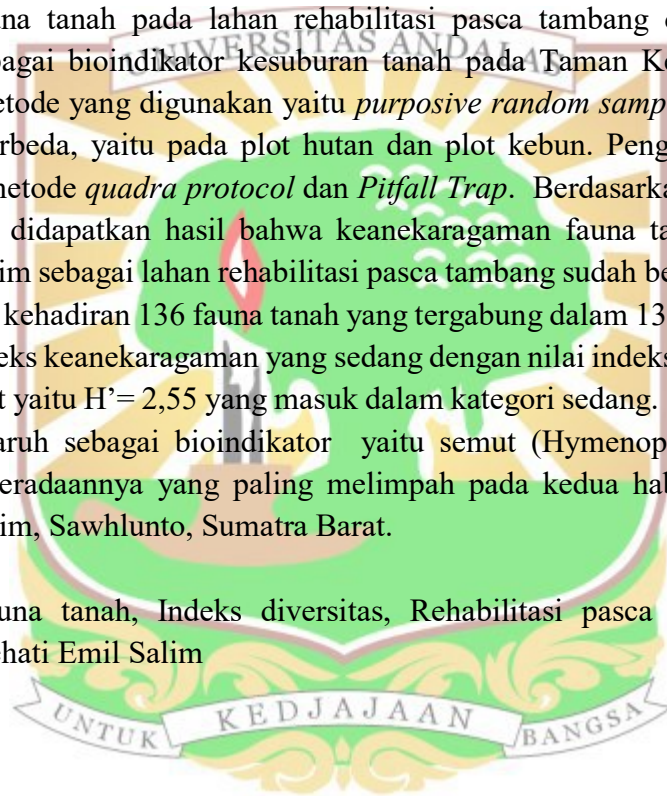 una tanah pada lahan rehabilitasi pasca tambang
UNIVERSITAS ANDALAS
bagai bioindikator kesuburan tanah pada Taman
etode yang digunakan yaitu purposive random samp
rbeda, yaitu pada plot hutan dan plot kebun. Peng
metode quadra protocol dan Pitfall Trap. Berdasarka
didapatkan hasil bahwa keanekaragaman fauna ta
im sebagai lahan rehabilitasi pasca tambang sudah be
kehadiran 136 fauna tanah yang tergabung dalam 13
eks keanekaragaman yang sedang dengan nilai indeks
t yaitu H’= 2,55 yang masuk dalam kategori sedang.
aruh sebagai bioindikator yaitu semut (Hymenop
eradaannya yang paling melimpah pada kedua hab
im, Sawhlunto, Sumatra Barat.
una tanah, Indeks diversitas, Rehabilitasi pasca
ehati Emil Salim
UNTUK KEDJAJAAN BANGSA